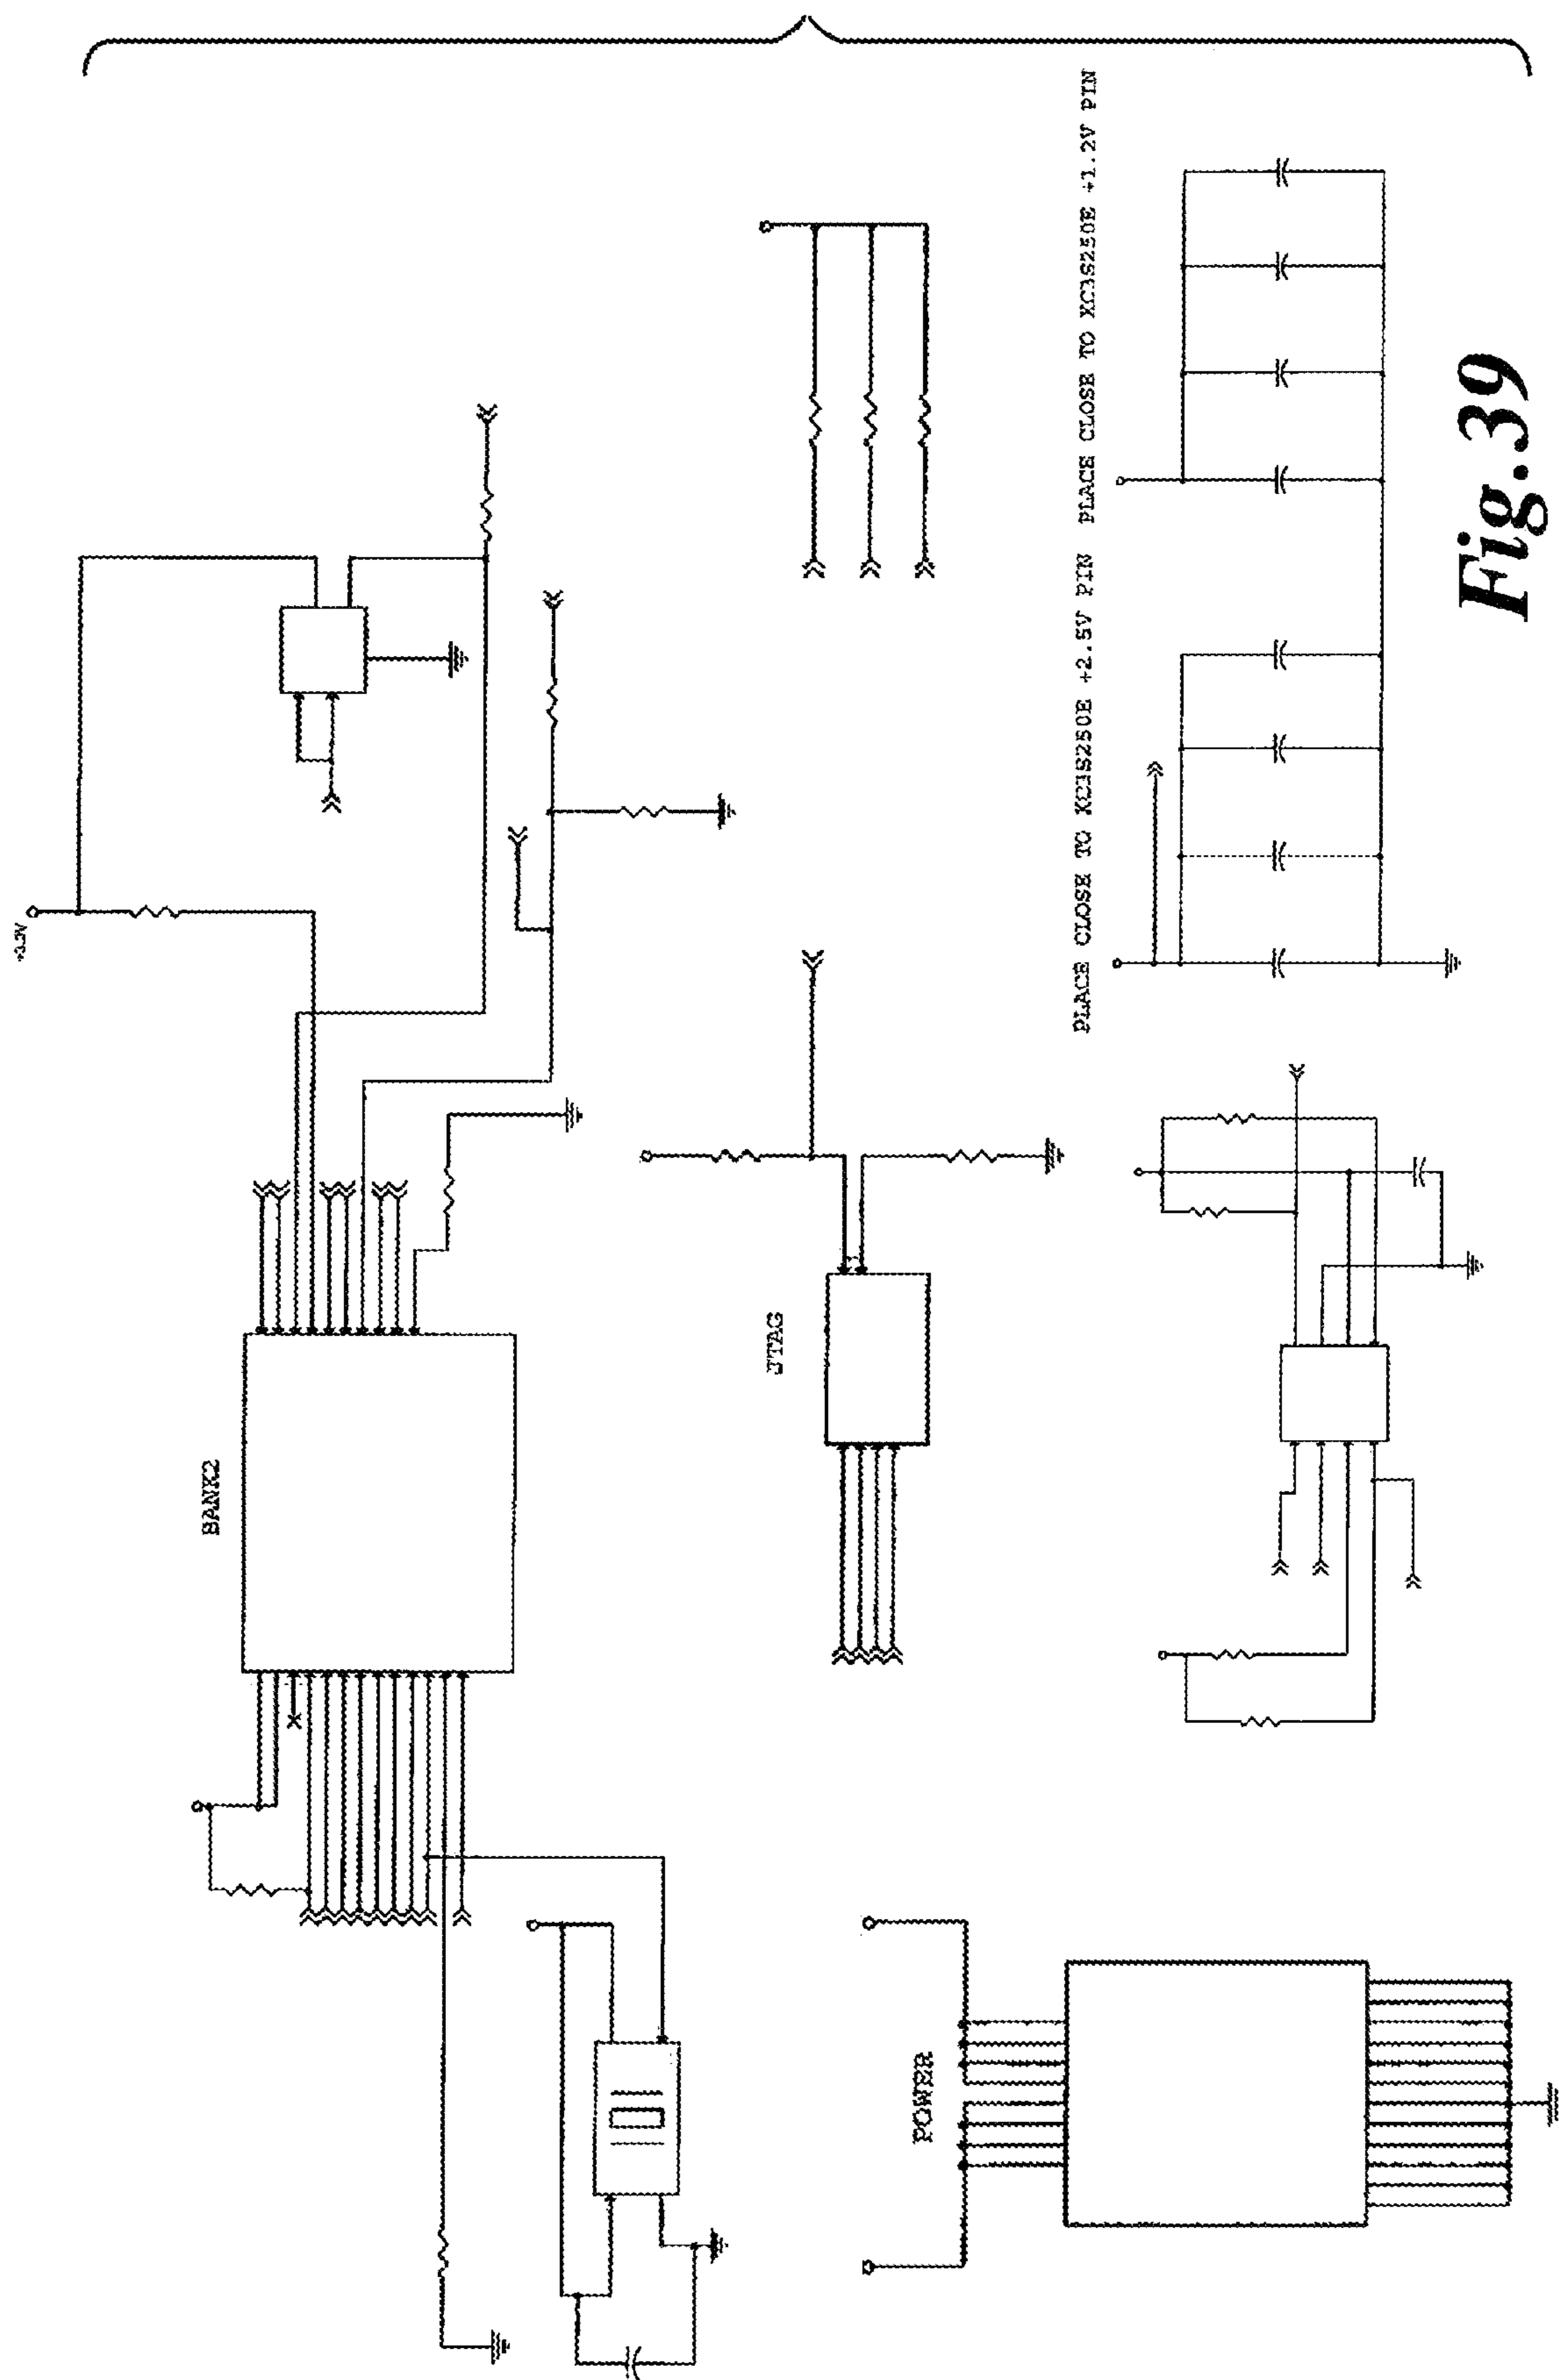 +3.3V
BANK2
JTAG
POWER
PLACE CLOSE TO XC3S250E +2.5V PIN
PLACE CLOSE TO XC3S250E +1.2V PIN
Fig.39